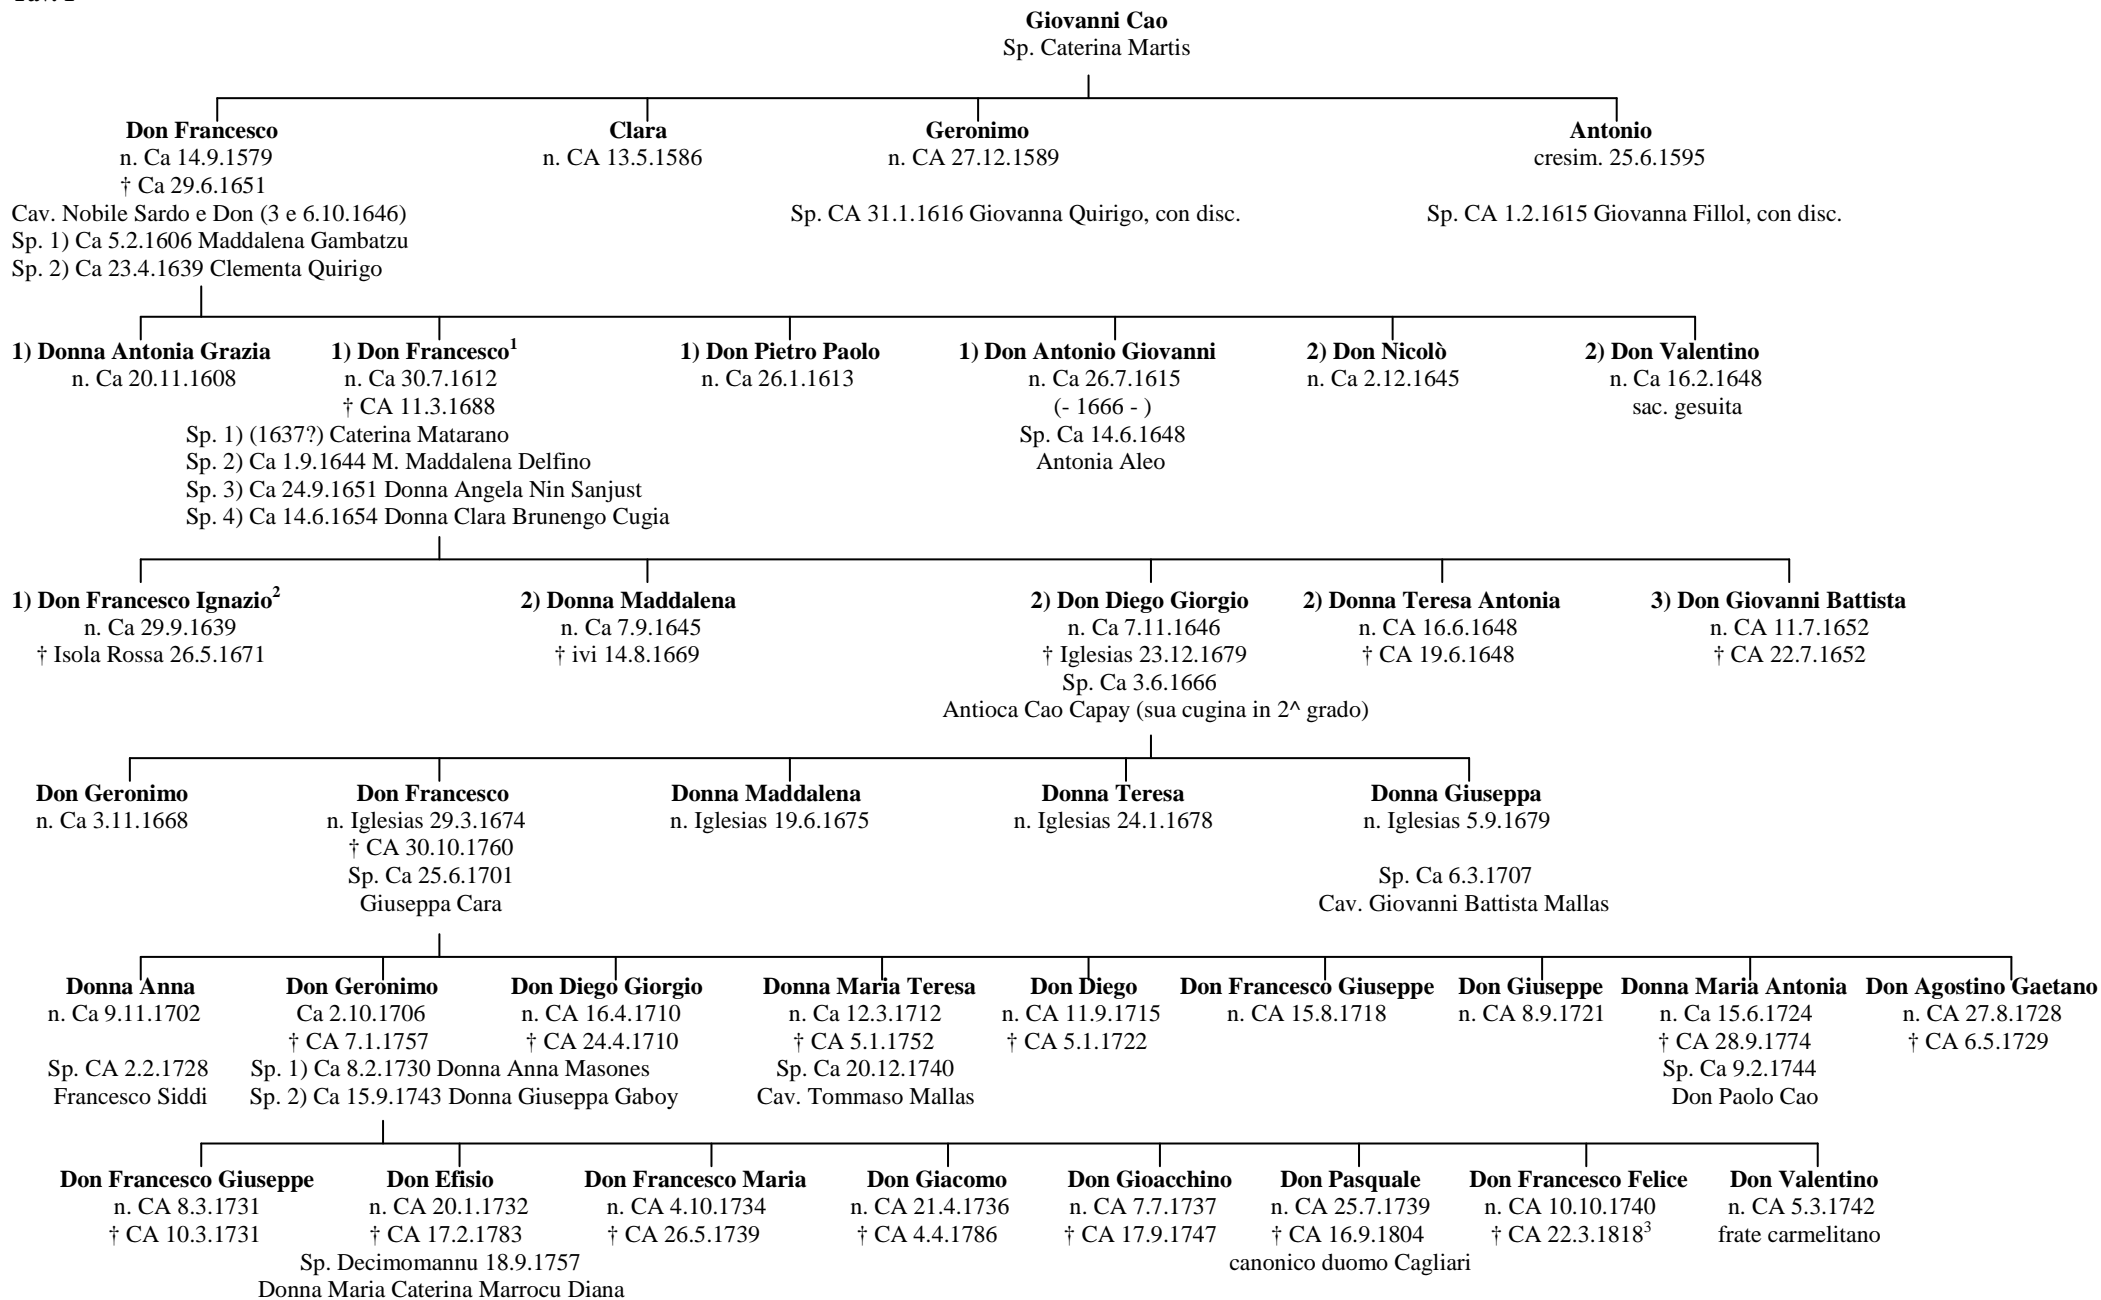 Giovanni Cao
Sp. Caterina Martis
Don Francesco
n. Ca 14.9.1579
† Ca 29.6.1651
Cav. Nobile Sardo e Don (3 e 6.10.1646)
Sp. 1) Ca 5.2.1606 Maddalena Gambatzu
Sp. 2) Ca 23.4.1639 Clementa Quirigo
Clara
n. CA 13.5.1586
Geronimo
n. CA 27.12.1589
Sp. CA 31.1.1616 Giovanna Quirigo, con disc.
Antonio
cresim. 25.6.1595
Sp. CA 1.2.1615 Giovanna Fillol, con disc.
1) Donna Antonia Grazia
n. Ca 20.11.1608
1) Don Francesco1
n. Ca 30.7.1612
† CA 11.3.1688
Sp. 1) (1637?) Caterina Matarano
Sp. 2) Ca 1.9.1644 M. Maddalena Delfino
Sp. 3) Ca 24.9.1651 Donna Angela Nin Sanjust
Sp. 4) Ca 14.6.1654 Donna Clara Brunengo Cugia
1) Don Pietro Paolo
n. Ca 26.1.1613
1) Don Antonio Giovanni
n. Ca 26.7.1615
(- 1666 - )
Sp. Ca 14.6.1648
Antonia Aleo
2) Don Nicolò
n. Ca 2.12.1645
2) Don Valentino
n. Ca 16.2.1648
sac. gesuita
1) Don Francesco Ignazio2
n. Ca 29.9.1639
† Isola Rossa 26.5.1671
2) Donna Maddalena
n. Ca 7.9.1645
† ivi 14.8.1669
2) Don Diego Giorgio
n. Ca 7.11.1646
† Iglesias 23.12.1679
Sp. Ca 3.6.1666
Antioca Cao Capay (sua cugina in 2^ grado)
2) Donna Teresa Antonia
n. CA 16.6.1648
† CA 19.6.1648
3) Don Giovanni Battista
n. CA 11.7.1652
† CA 22.7.1652
Don Geronimo
n. Ca 3.11.1668
Don Francesco
n. Iglesias 29.3.1674
† CA 30.10.1760
Sp. Ca 25.6.1701
Giuseppa Cara
Donna Maddalena
n. Iglesias 19.6.1675
Donna Teresa
n. Iglesias 24.1.1678
Donna Giuseppa
n. Iglesias 5.9.1679
Sp. Ca 6.3.1707
Cav. Giovanni Battista Mallas
Donna Anna
n. Ca 9.11.1702
Sp. CA 2.2.1728
Francesco Siddi
Don Geronimo
Ca 2.10.1706
† CA 7.1.1757
Sp. 1) Ca 8.2.1730 Donna Anna Masones
Sp. 2) Ca 15.9.1743 Donna Giuseppa Gaboy
Don Diego Giorgio
n. CA 16.4.1710
† CA 24.4.1710
Donna Maria Teresa
n. Ca 12.3.1712
† CA 5.1.1752
Sp. Ca 20.12.1740
Cav. Tommaso Mallas
Don Diego
n. CA 11.9.1715
† CA 5.1.1722
Don Francesco Giuseppe
n. CA 15.8.1718
Don Giuseppe
n. CA 8.9.1721
Donna Maria Antonia
n. Ca 15.6.1724
† CA 28.9.1774
Sp. Ca 9.2.1744
Don Paolo Cao
Don Agostino Gaetano
n. CA 27.8.1728
† CA 6.5.1729
Don Francesco Giuseppe
n. CA 8.3.1731
† CA 10.3.1731
Don Efisio
n. CA 20.1.1732
† CA 17.2.1783
Sp. Decimomannu 18.9.1757
Donna Maria Caterina Marrocu Diana
Don Francesco Maria
n. CA 4.10.1734
† CA 26.5.1739
Don Giacomo
n. CA 21.4.1736
† CA 4.4.1786
Don Gioacchino
n. CA 7.7.1737
† CA 17.9.1747
Don Pasquale
n. CA 25.7.1739
† CA 16.9.1804
canonico duomo Cagliari
Don Francesco Felice
n. CA 10.10.1740
† CA 22.3.18183
Don Valentino
n. CA 5.3.1742
frate carmelitano